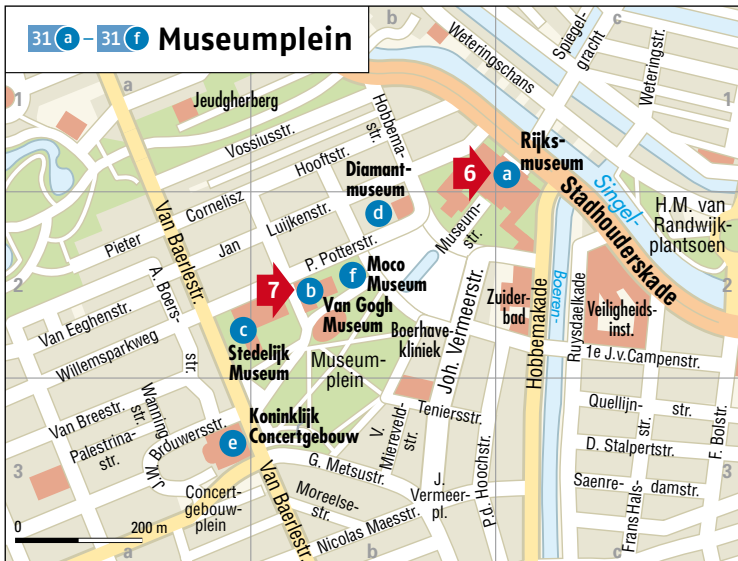 31 a – 31 f Museumplein
a
b
c
1
1
2
2
3
3
a
b
c
Jeudgherberg
Vossiusstr.
Hobbema-
str.
Weteringschans
Spiegel-
gracht
Weteringstr.
6
a
Rijks-
museum
Diamant-
museum
d
Pieter
Cornelisz
Hooftstr.
Jan
Luijkenstr.
P. Potterstr.
Museum-
str.
Singel-
Stadhouderskade
H.M. van
Randwijk-
plantsoen
Van Baerlestr.
A. Boers-
str.
7
b
f
Moco
Museum
Van Gogh
Museum
c
Stedelijk
Museum
Museum-
plein
Boerhave-
kliniek
Joh. Vermeerstr.
Zuider-
bad
Hobbemakade
Boeren-
Ruysdaelkade
Veiligheids-
inst.
Van Eeghenstr.
Willemsparkweg
1e J.v.Campenstr.
Van Breestr.
Palestrina-
str.
J.W.
Brouwersstr.
Wanning-
str.
e
Koninklijk
Concertgebouw
Concert-
gebouw-
plein
Van Baerlestr.
G. Metsustr.
Moreelse-
str.
Nicolas Maesstr.
V.
Miereveld-
str.
Teniersstr.
J.
Vermeer-
pl.
P.d. Hoochstr.
Quellijn-
str.
D. Stalpertstr.
Saenre-
damstr.
Frans Hals-
str.
F. Bolstr.
0
200 m